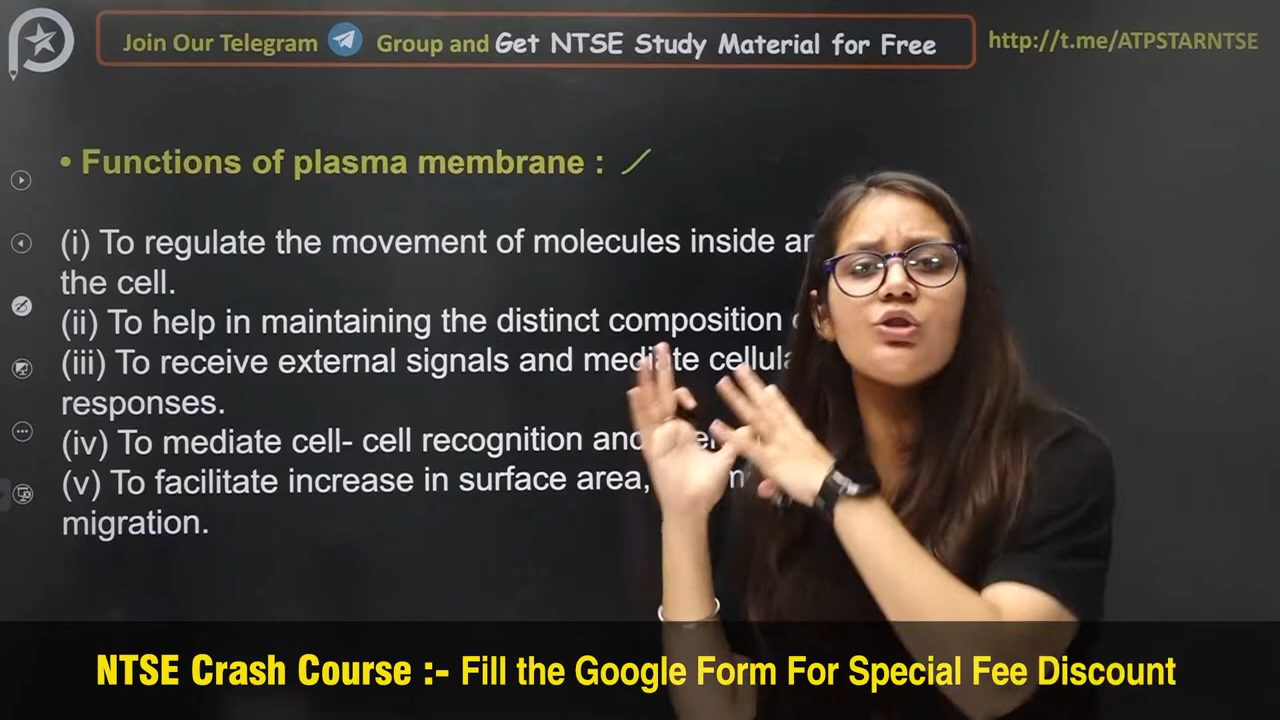 Join Our Telegram Group and Get NTSE Study Material for Free
http://t.me/ATPSTARNTSE
• Functions of plasma membrane :
(i) To regulate the movement of molecules inside
the cell.
(ii) To help in maintaining the distinct composition
(iii) To receive external signals and mediate
responses.
(iv) To mediate cell- cell recognition
(v) To facilitate increase in surface area,
migration.
NTSE Crash Course :- Fill the Google Form For Special Fee Discount